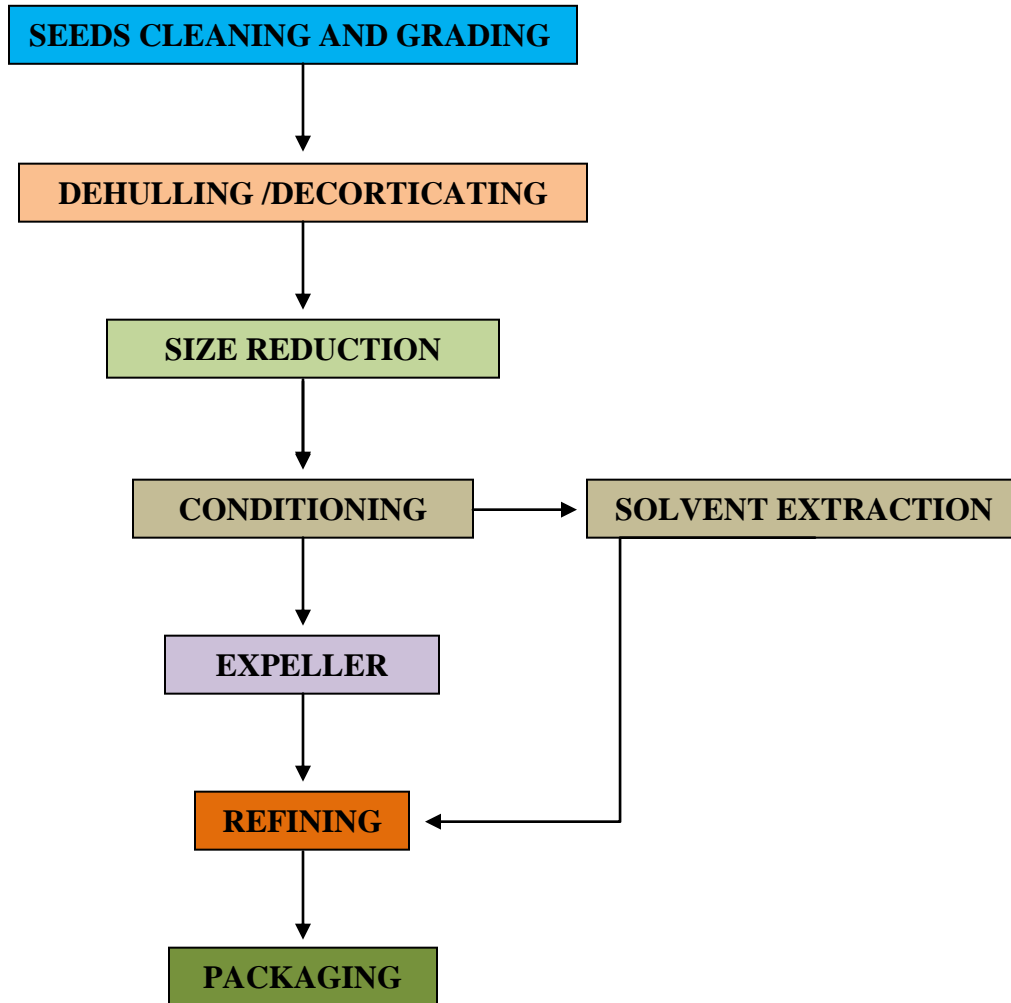 SEEDS CLEANING AND GRADING
DEHULLING /DECORTICATING
SIZE REDUCTION
CONDITIONING
SOLVENT EXTRACTION
EXPELLER
REFINING
PACKAGING